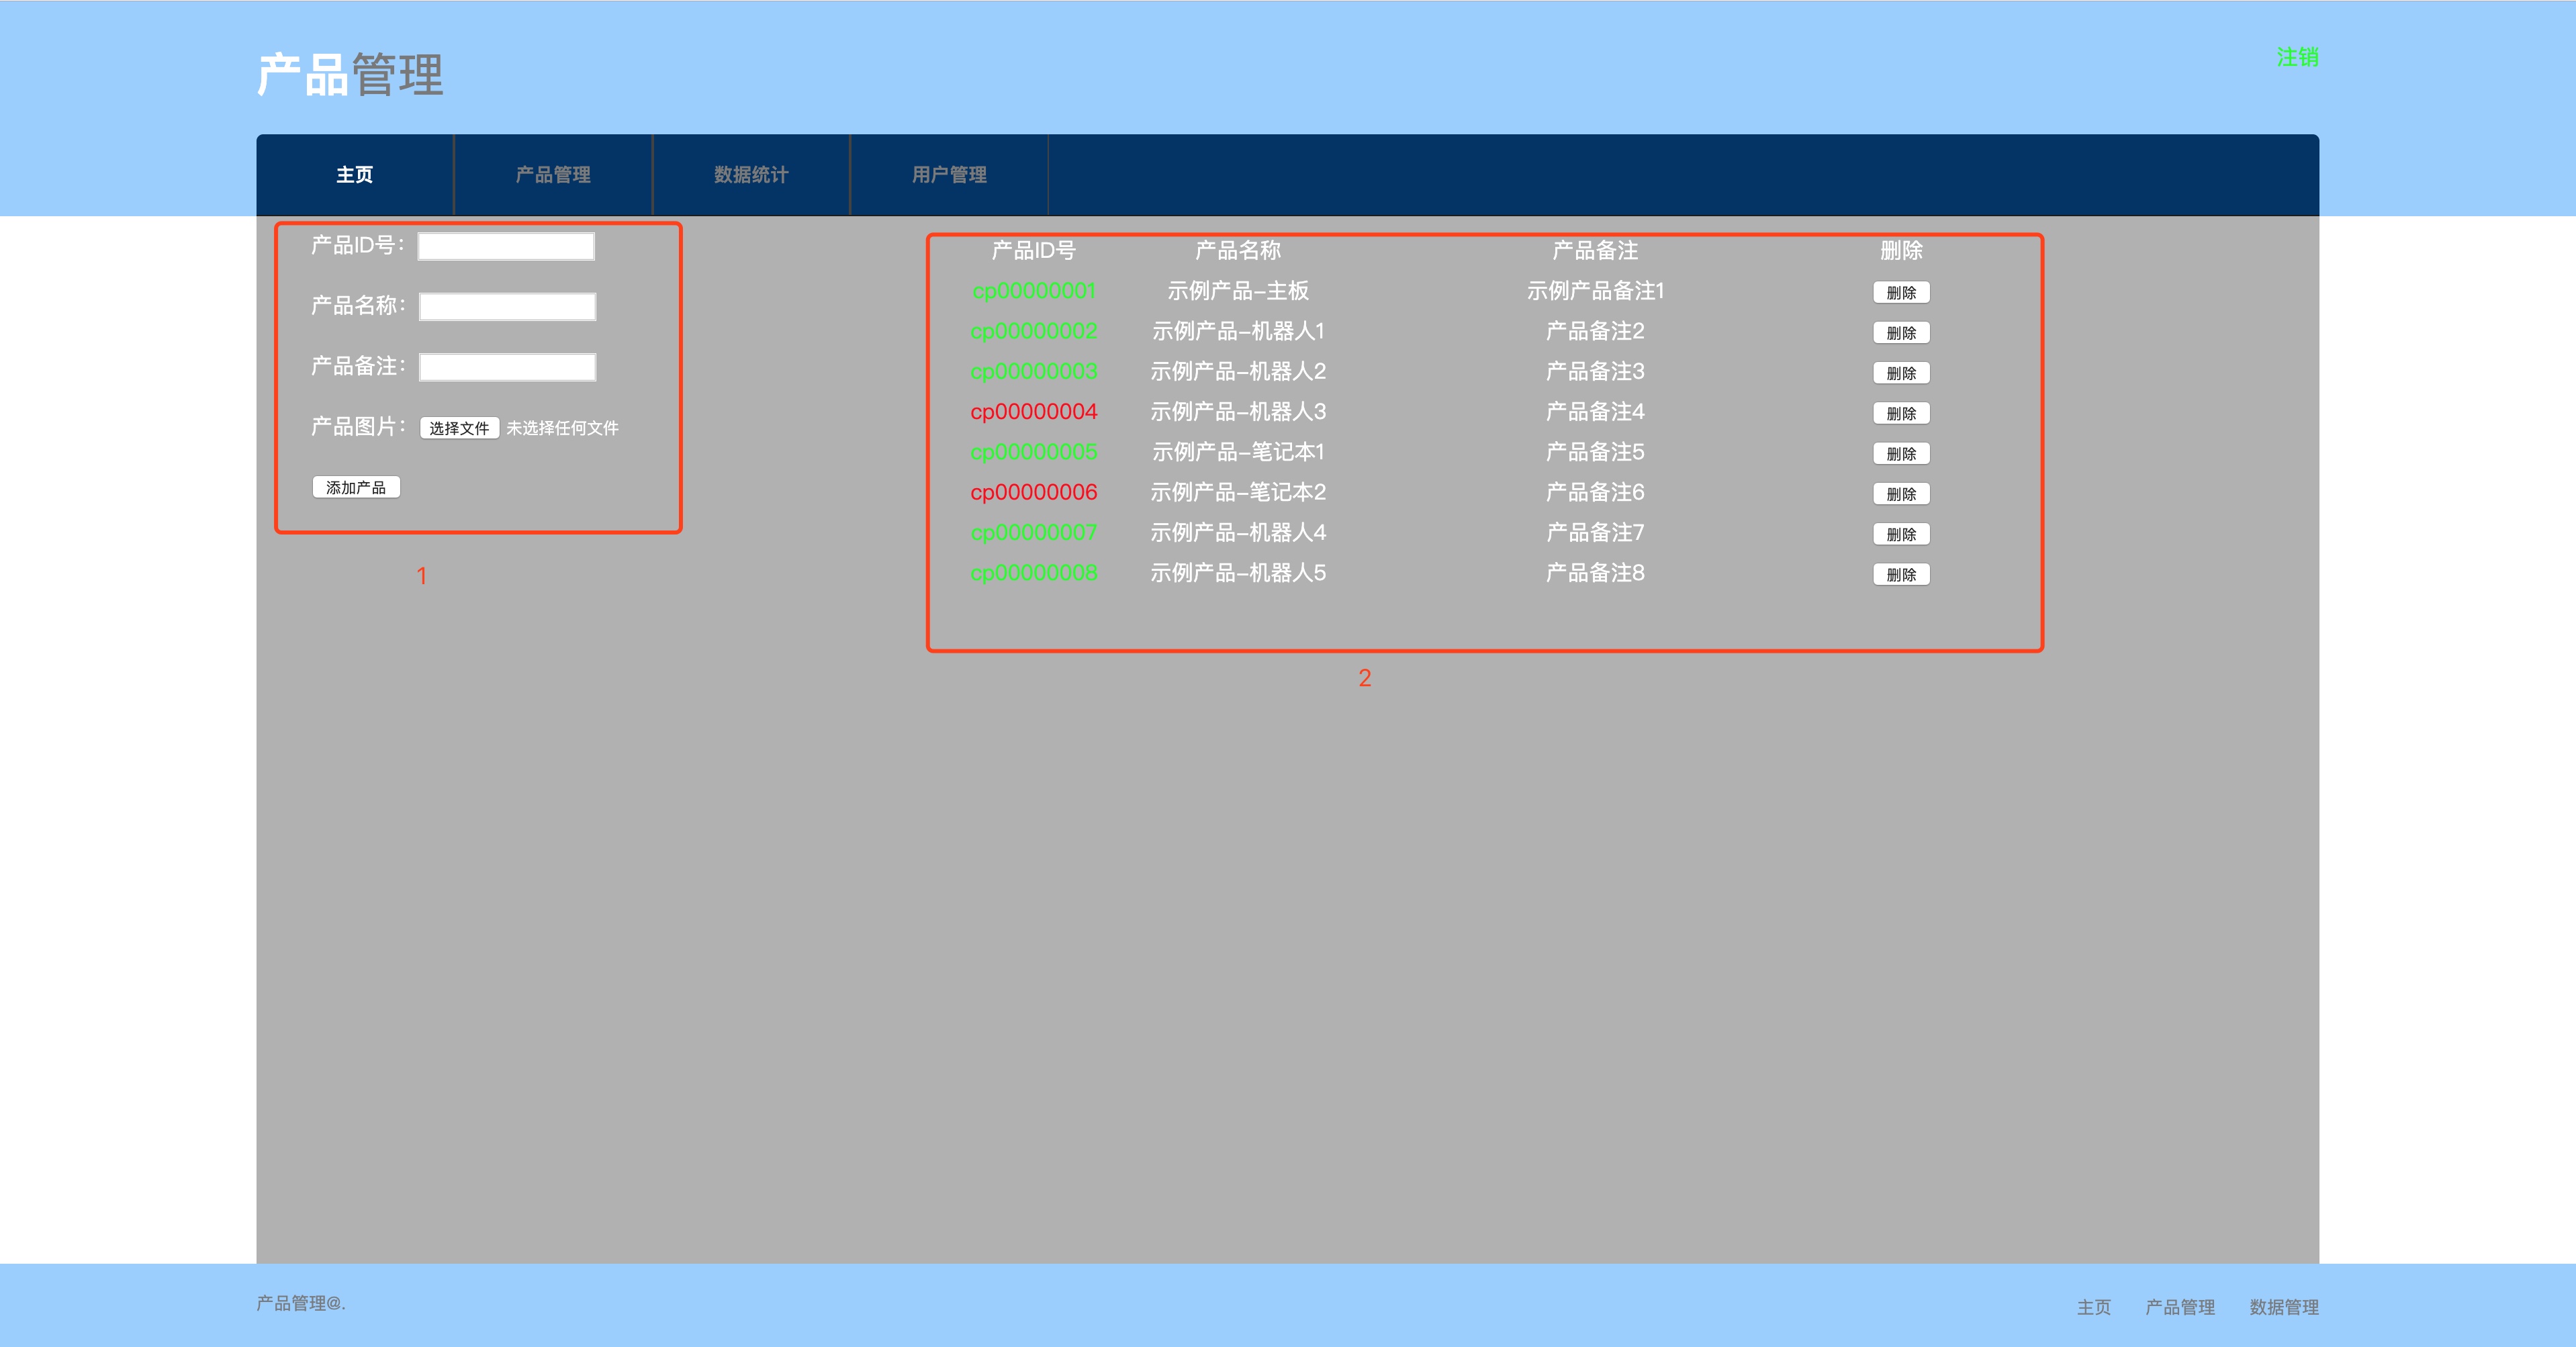 产品管理
注销
主页 产品管理 数据统计 用户管理
产品ID号：
产品名称：
产品备注：
产品图片： 选择文件 未选择任何文件
添加产品
1
产品ID号 产品名称 产品备注 删除
cp00000001 示例产品-主板 示例产品备注1 删除
cp00000002 示例产品-机器人1 产品备注2 删除
cp00000003 示例产品-机器人2 产品备注3 删除
cp00000004 示例产品-机器人3 产品备注4 删除
cp00000005 示例产品-笔记本1 产品备注5 删除
cp00000006 示例产品-笔记本2 产品备注6 删除
cp00000007 示例产品-机器人4 产品备注7 删除
cp00000008 示例产品-机器人5 产品备注8 删除
2
产品管理@.
主页 产品管理 数据管理